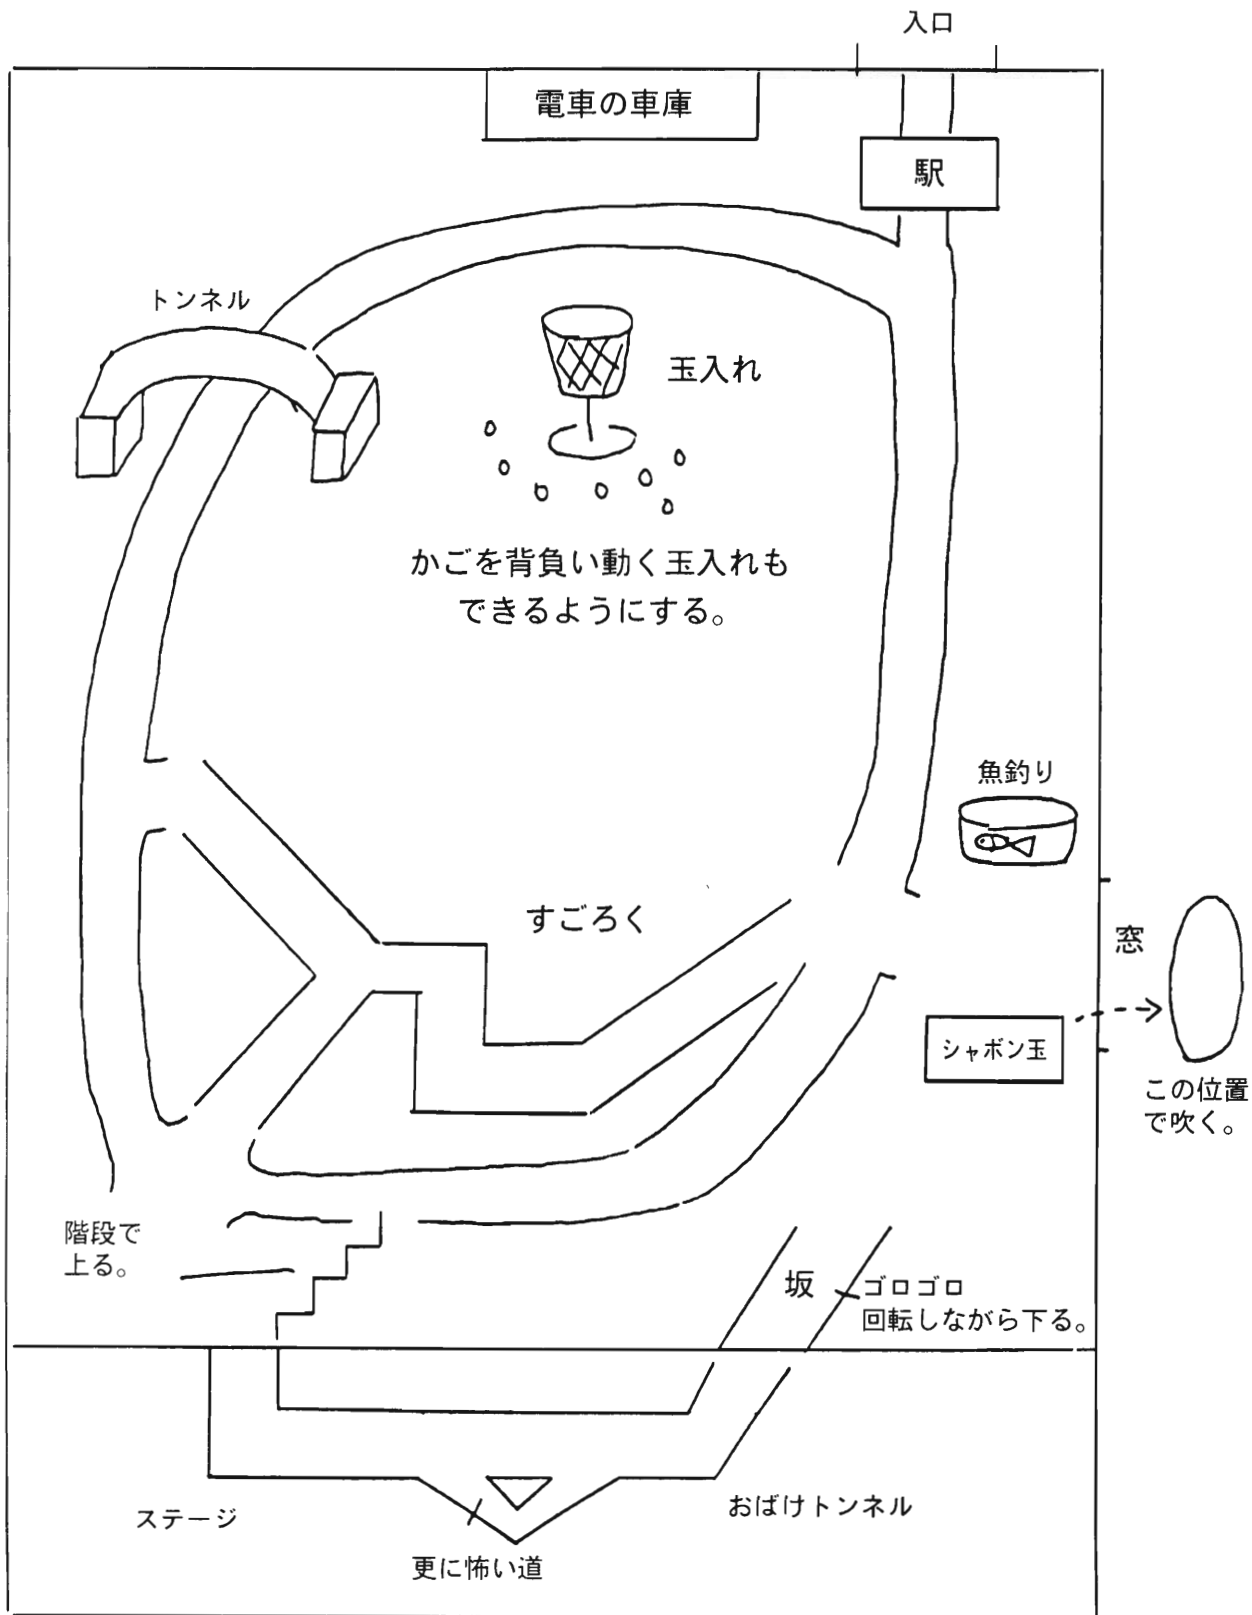 入口
電車の車庫
駅
トンネル
玉入れ
かごを背負い動く玉入れも
できるようにする。
魚釣り
すごろく
窓
シャボン玉
この位置
で吹く。
階段で
上る。
坂
ゴロゴロ
回転しながら下る。
ステージ
おばけトンネル
更に怖い道